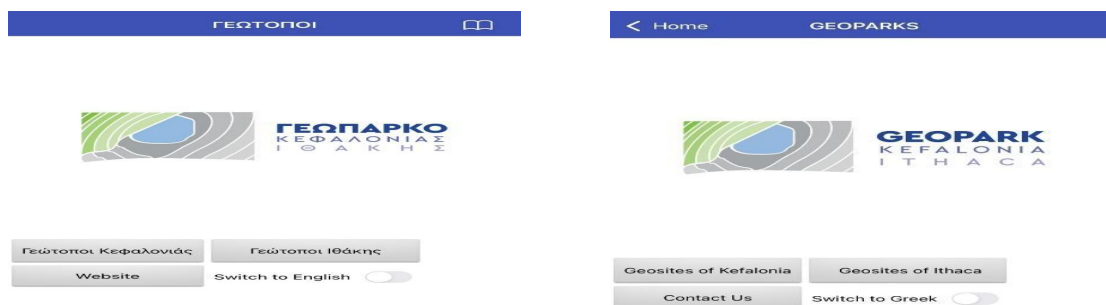 ΓΕΩΤΟΠΟΙ
ΓΕΩΠΑΡΚΟ
ΚΕΦΑΛΟΝΙΑΣ
ΙΘΑΚΗΣ
Γεώτοποι Κεφαλονιάς
Γεώτοποι Ιθάκης
Website
Switch to English
< Home
GEOPARKS
GEOPARK
KEFALONIA
ITHACA
Geosites of Kefalonia
Geosites of Ithaca
Contact Us
Switch to Greek